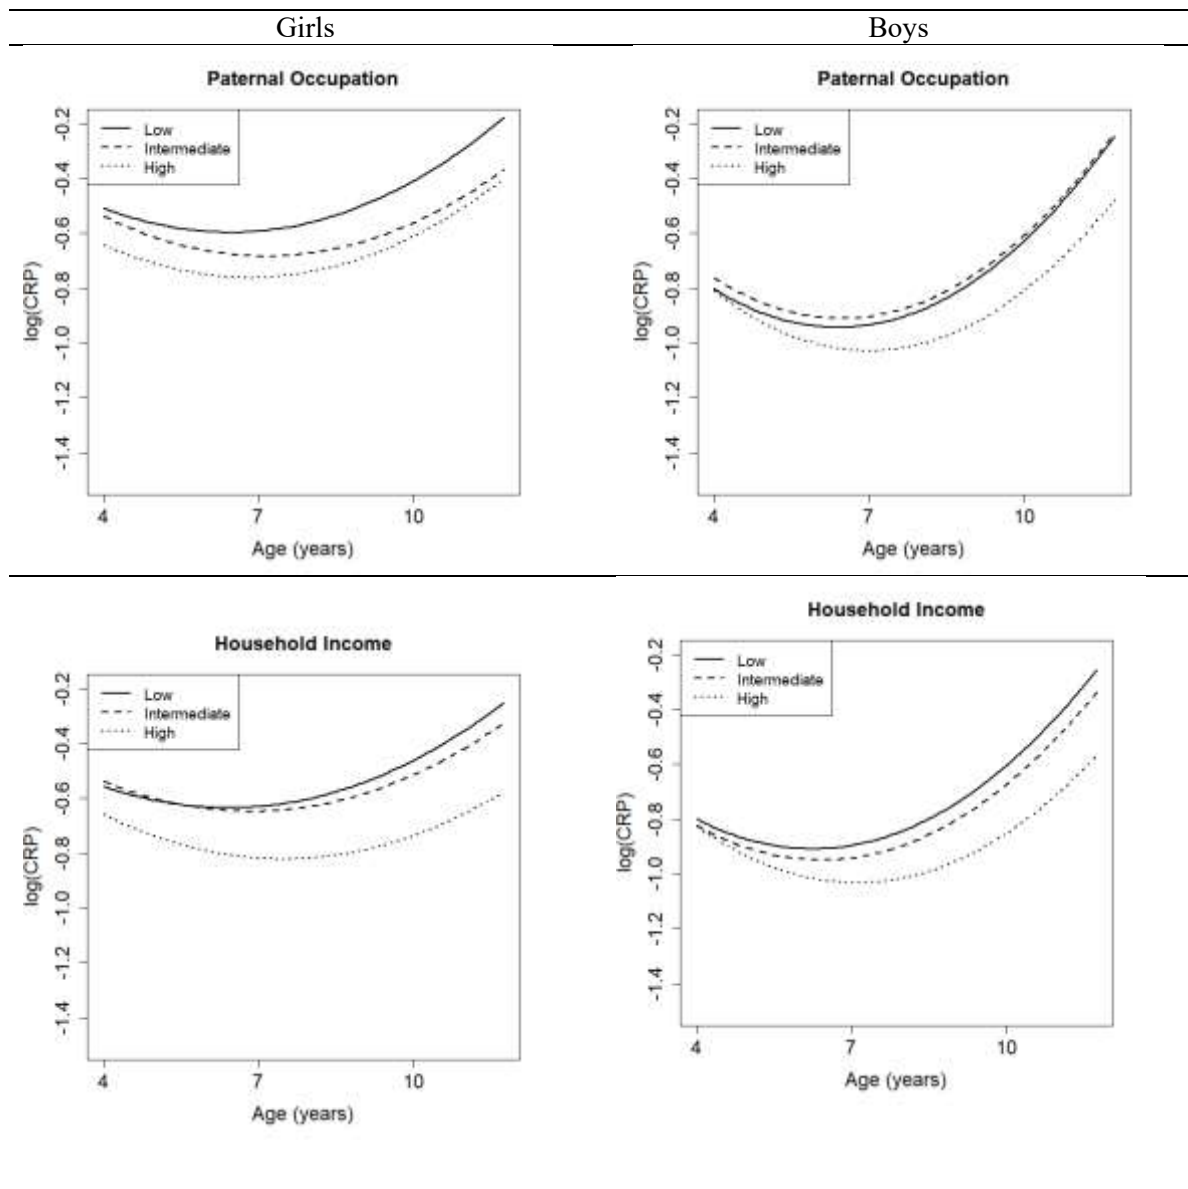 Girls Boys
Paternal Occupation
Low
Intermediate
High
-0.2
-0.4
-0.6
-0.8
-1.0
-1.2
-1.4
log(CRP)
4 7 10
Age (years)
Paternal Occupation
Low
Intermediate
High
-0.2
-0.4
-0.6
-0.8
-1.0
-1.2
-1.4
log(CRP)
4 7 10
Age (years)
Household Income
Low
Intermediate
High
-0.2
-0.4
-0.6
-0.8
-1.0
-1.2
-1.4
log(CRP)
4 7 10
Age (years)
Household Income
Low
Intermediate
High
-0.2
-0.4
-0.6
-0.8
-1.0
-1.2
-1.4
log(CRP)
4 7 10
Age (years)